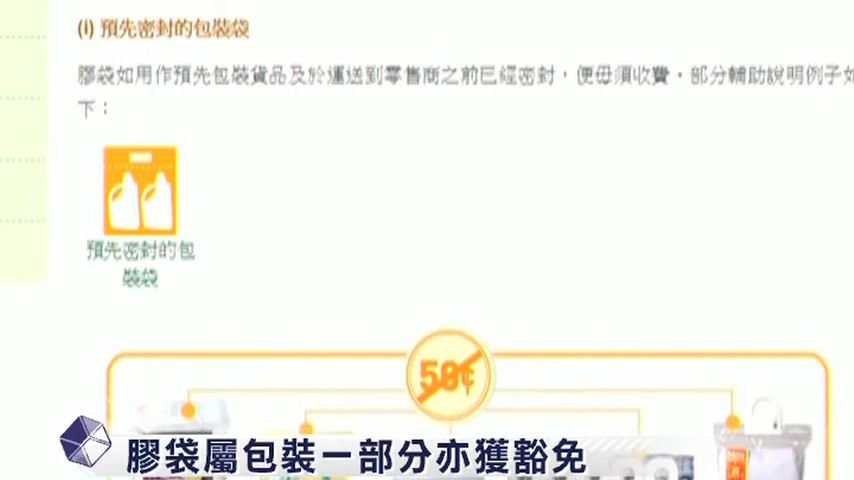 (i) 預先密封的包裝袋
膠袋如用作預先包裝貨品及於運送到零售商之前已經密封，便毋須收費。部分輔助說明例子如
下：
預先密封的包
裝袋
50¢
膠袋屬包裝一部分亦獲豁免